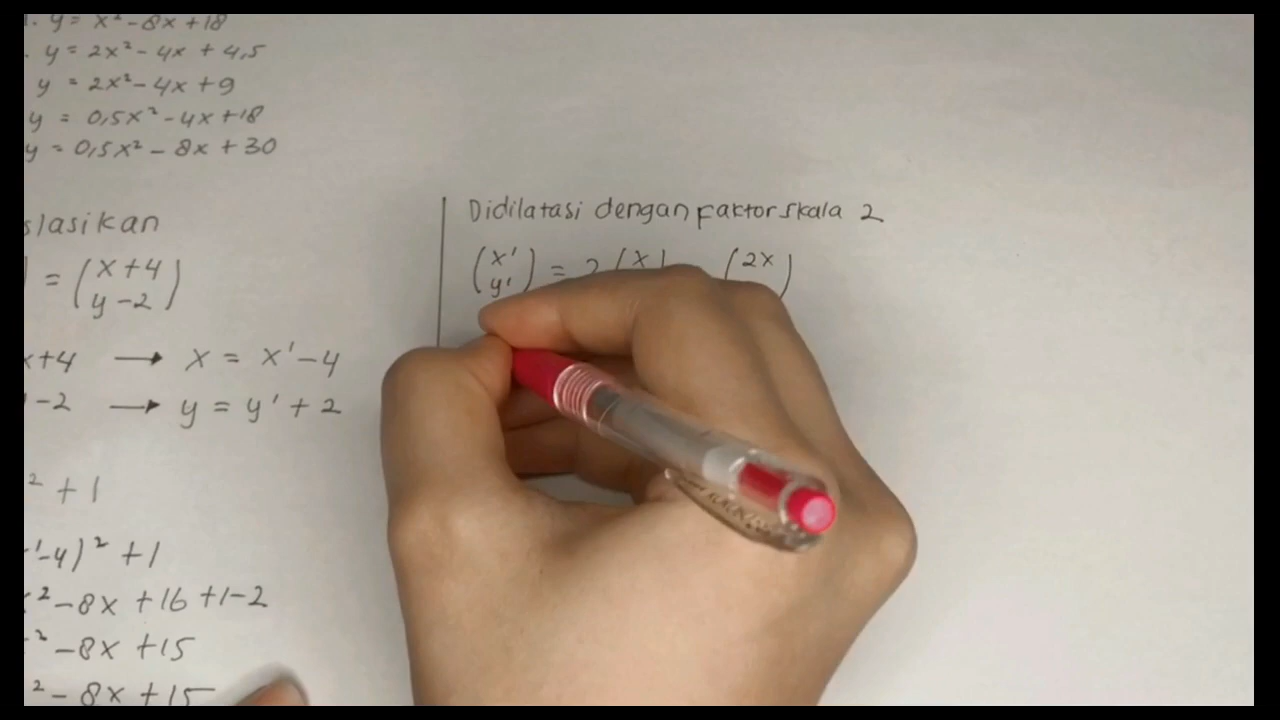 . y = x² - 8x + 18
. y = 2x² - 4x + 4,5
y = 2x² - 4x + 9
y = 0,5x² - 4x + 18
y = 0,5x² - 8x + 30
slasikan
) = (x + 4)
(y - 2)
x + 4 → x = x' - 4
- 2 → y = y' + 2
² + 1
' - 4)² + 1
² - 8x + 16 + 1 - 2
² - 8x + 15
² - 8x + 15
Didilatasi dengan faktor skala 2
(x') = 2 (x (2x)
(y')